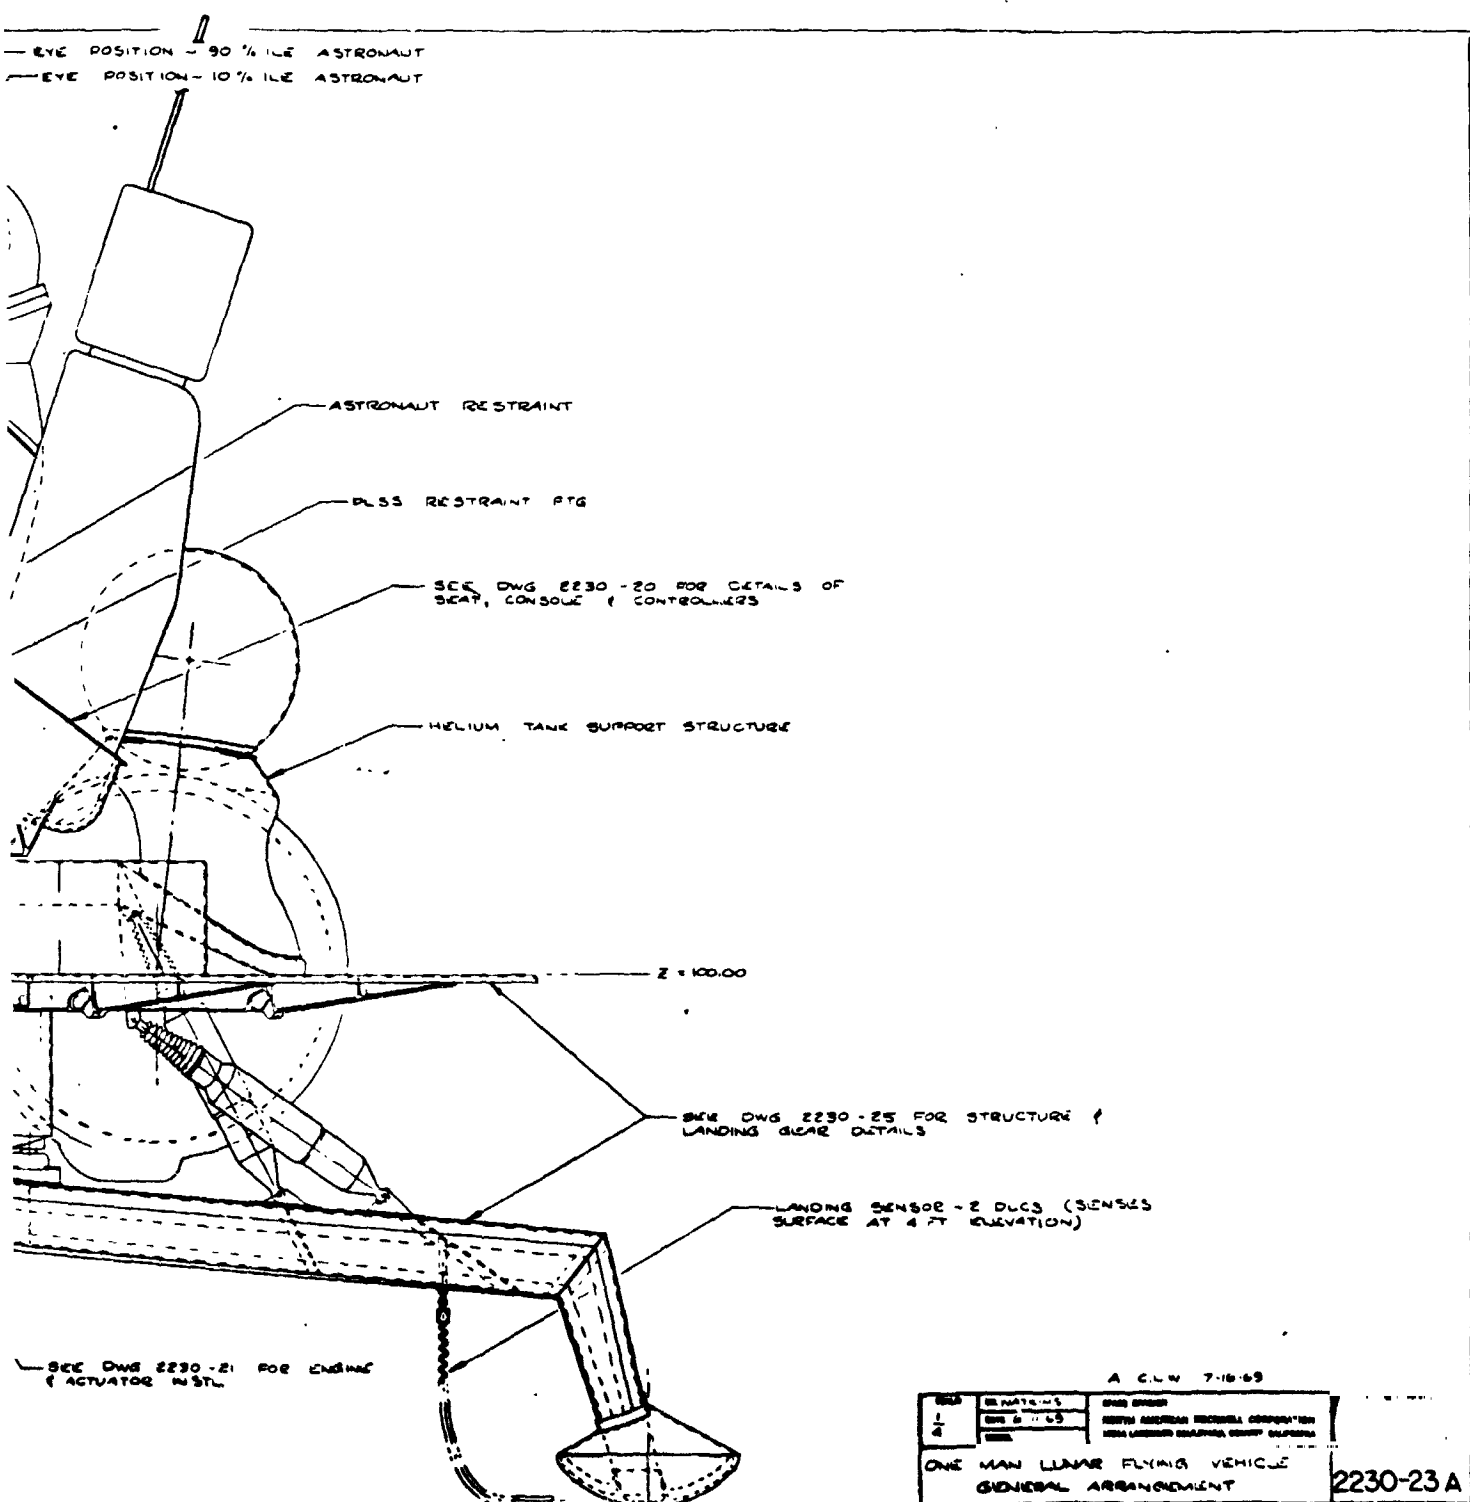 EYE POSITION - 90 %ILE ASTRONAUT
EYE POSITION - 10 %ILE ASTRONAUT
ASTRONAUT RESTRAINT
PLSS RESTRAINT FTG
SEE DWG 2230-20 FOR DETAILS OF
SEAT, CONSOLE & CONTROLLERS
HELIUM TANK SUPPORT STRUCTURE
Z = 100.00
SEE DWG 2230-25 FOR STRUCTURE &
LANDING GEAR DETAILS
LANDING SENSOR - 2 PLCS (SENSES
SURFACE AT 4 FT ELEVATION)
SEE DWG 2230-21 FOR ENGINE
& ACTUATOR INSTL
A C.L.W 7-16-69
SPACE DIVISION
NORTH AMERICAN ROCKWELL CORPORATION
ONE MAN LUNAR FLYING VEHICLE
GENERAL ARRANGEMENT
2230-23 A